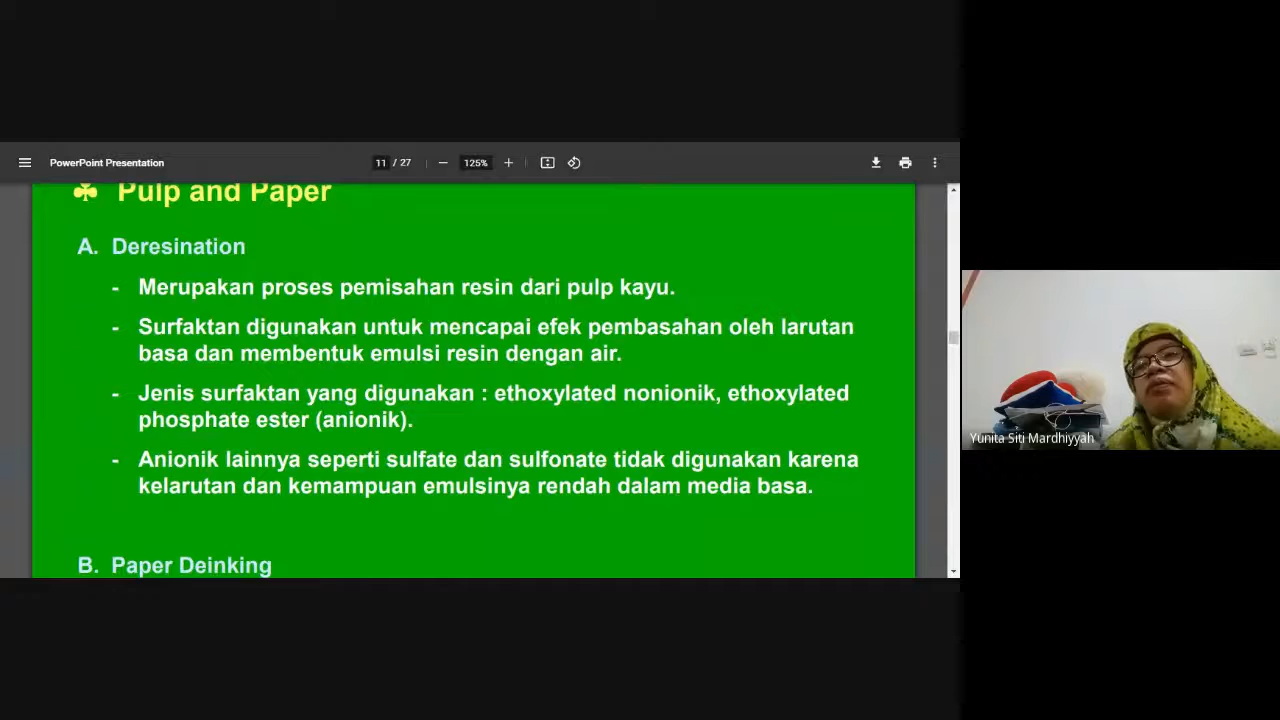 PowerPoint Presentation
11 / 27
125%
Pulp and Paper
A. Deresination
- Merupakan proses pemisahan resin dari pulp kayu.
- Surfaktan digunakan untuk mencapai efek pembasahan oleh larutan
basa dan membentuk emulsi resin dengan air.
- Jenis surfaktan yang digunakan : ethoxylated nonionik, ethoxylated
phosphate ester (anionik).
- Anionik lainnya seperti sulfate dan sulfonate tidak digunakan karena
kelarutan dan kemampuan emulsinya rendah dalam media basa.
B. Paper Deinking
Yunita Siti Mardhiyyah